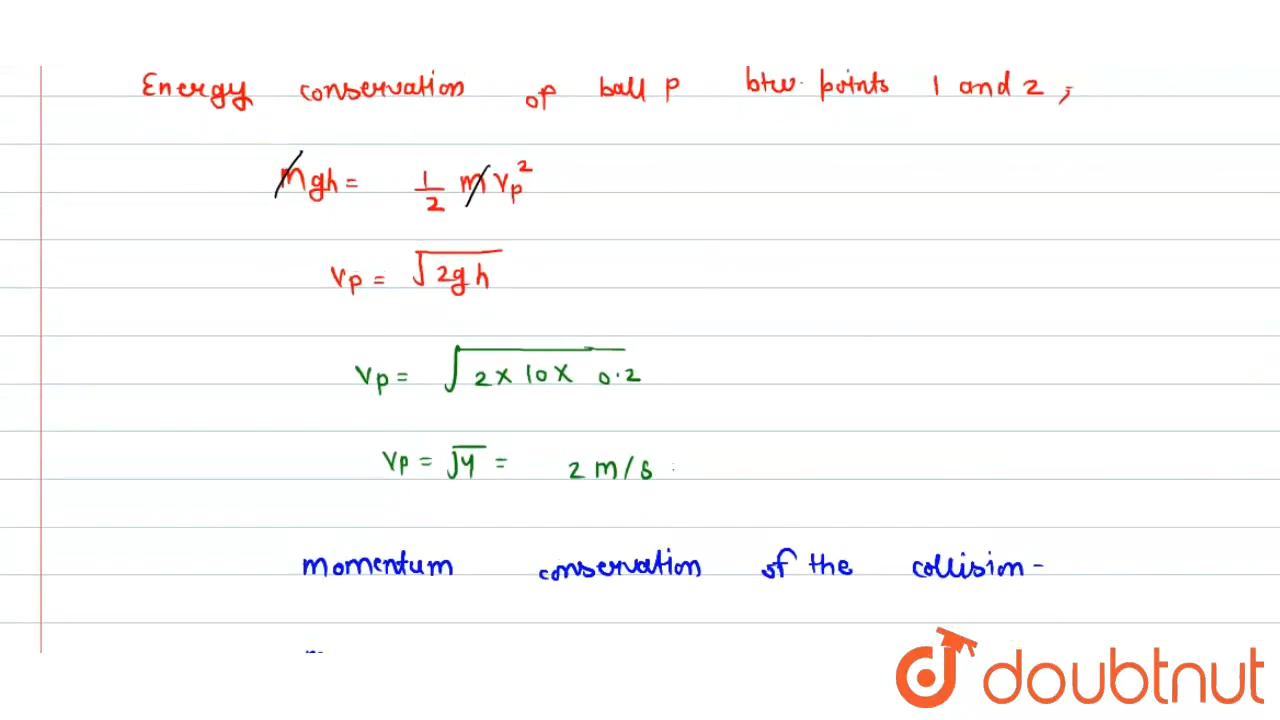 Energy conservation of ball P btw. points 1 and 2,
mgh = 1/2 m vp²
vp = √2gh
vp = √2 x 10 x 0.2
vp = √4 = 2 m/s
momentum conservation of the collision -
m
doubtnut